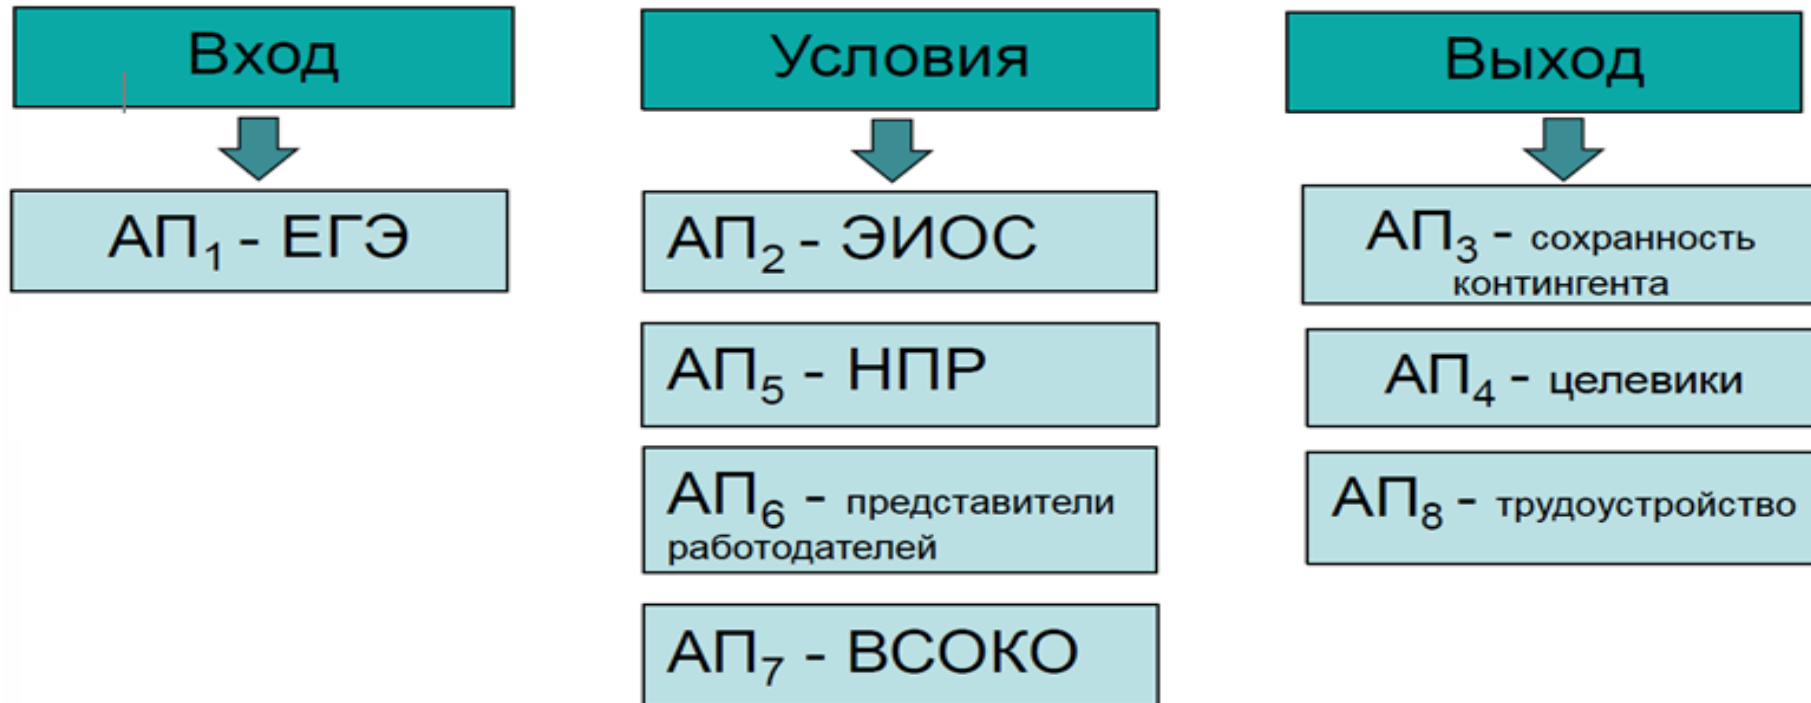 Вход
АП₁ - ЕГЭ
Условия
АП₂ - ЭИОС
АП₅ - НПР
АП₆ - представители
работодателей
АП₇ - ВСОКО
Выход
АП₃ - сохранность
контингента
АП₄ - целевики
АП₈ - трудоустройство